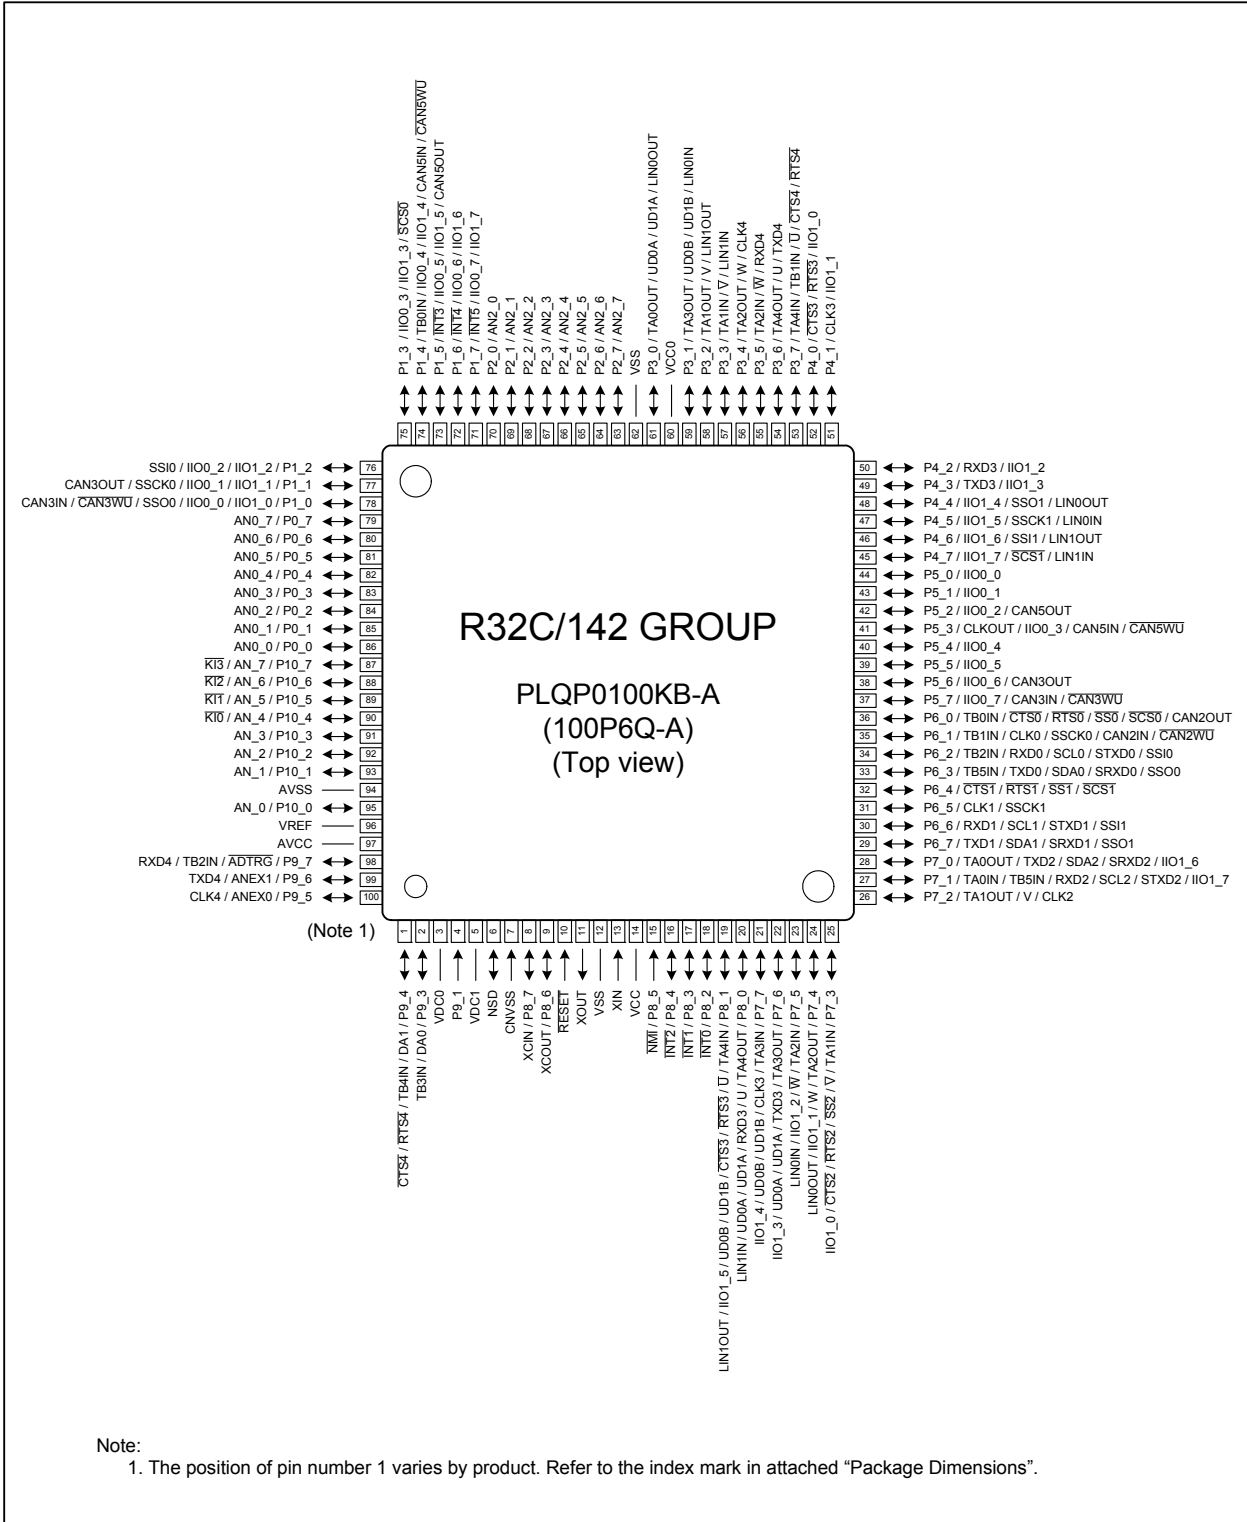 P1_3 / IIO0_3 / IIO1_3 / SCS0
P1_4 / TB0IN / IIO0_4 / IIO1_4 / CAN5IN / CAN5WU
P1_5 / INT3 / IIO0_5 / IIO1_5 / CAN5OUT
P1_6 / INT4 / IIO0_6 / IIO1_6
P1_7 / INT5 / IIO0_7 / IIO1_7
P2_0 / AN2_0
P2_1 / AN2_1
P2_2 / AN2_2
P2_3 / AN2_3
P2_4 / AN2_4
P2_5 / AN2_5
P2_6 / AN2_6
P2_7 / AN2_7
VSS
P3_0 / TA0OUT / UD0A / UD1A / LIN0OUT
VCC0
P3_1 / TA3OUT / UD0B / UD1B / LIN0IN
P3_2 / TA1OUT / V / LIN1OUT
P3_3 / TA1IN / V / LIN1IN
P3_4 / TA2OUT / W / CLK4
P3_5 / TA2IN / W / RXD4
P3_6 / TA4OUT / U / TXD4
P3_7 / TA4IN / TB1IN / U / CTS4 / RTS4
P4_0 / CTS3 / RTS3 / IIO1_0
P4_1 / CLK3 / IIO1_1
75 74 73 72 71 70 69 68 67 66 65 64 63 62 61 60 59 58 57 56 55 54 53 52 51
SSI0 / IIO0_2 / IIO1_2 / P1_2 76
CAN3OUT / SSCK0 / IIO0_1 / IIO1_1 / P1_1 77
CAN3IN / CAN3WU / SSO0 / IIO0_0 / IIO1_0 / P1_0 78
AN0_7 / P0_7 79
AN0_6 / P0_6 80
AN0_5 / P0_5 81
AN0_4 / P0_4 82
AN0_3 / P0_3 83
AN0_2 / P0_2 84
AN0_1 / P0_1 85
AN0_0 / P0_0 86
KI3 / AN_7 / P10_7 87
KI2 / AN_6 / P10_6 88
KI1 / AN_5 / P10_5 89
KI0 / AN_4 / P10_4 90
AN_3 / P10_3 91
AN_2 / P10_2 92
AN_1 / P10_1 93
AVSS 94
AN_0 / P10_0 95
VREF 96
AVCC 97
RXD4 / TB2IN / ADTRG / P9_7 98
TXD4 / ANEX1 / P9_6 99
CLK4 / ANEX0 / P9_5 100
R32C/142 GROUP
PLQP0100KB-A
(100P6Q-A)
(Top view)
50 P4_2 / RXD3 / IIO1_2
49 P4_3 / TXD3 / IIO1_3
48 P4_4 / IIO1_4 / SSO1 / LIN0OUT
47 P4_5 / IIO1_5 / SSCK1 / LIN0IN
46 P4_6 / IIO1_6 / SSI1 / LIN1OUT
45 P4_7 / IIO1_7 / SCS1 / LIN1IN
44 P5_0 / IIO0_0
43 P5_1 / IIO0_1
42 P5_2 / IIO0_2 / CAN5OUT
41 P5_3 / CLKOUT / IIO0_3 / CAN5IN / CAN5WU
40 P5_4 / IIO0_4
39 P5_5 / IIO0_5
38 P5_6 / IIO0_6 / CAN3OUT
37 P5_7 / IIO0_7 / CAN3IN / CAN3WU
36 P6_0 / TB0IN / CTS0 / RTS0 / SS0 / SCS0 / CAN2OUT
35 P6_1 / TB1IN / CLK0 / SSCK0 / CAN2IN / CAN2WU
34 P6_2 / TB2IN / RXD0 / SCL0 / STXD0 / SSI0
33 P6_3 / TB5IN / TXD0 / SDA0 / SRXD0 / SSO0
32 P6_4 / CTS1 / RTS1 / SS1 / SCS1
31 P6_5 / CLK1 / SSCK1
30 P6_6 / RXD1 / SCL1 / STXD1 / SSI1
29 P6_7 / TXD1 / SDA1 / SRXD1 / SSO1
28 P7_0 / TA0OUT / TXD2 / SDA2 / SRXD2 / IIO1_6
27 P7_1 / TA0IN / TB5IN / RXD2 / SCL2 / STXD2 / IIO1_7
26 P7_2 / TA1OUT / V / CLK2
(Note 1)
1 2 3 4 5 6 7 8 9 10 11 12 13 14 15 16 17 18 19 20 21 22 23 24 25
CTS4 / RTS4 / TB4IN / DA1 / P9_4
TB3IN / DA0 / P9_3
VDC0
P9_1
VDC1
NSD
CNVSS
XCIN / P8_7
XCOUT / P8_6
RESET
XOUT
VSS
XIN
VCC
NMI / P8_5
INT2 / P8_4
INT1 / P8_3
INT0 / P8_2
LIN1OUT / IIO1_5 / UD0B / UD1B / CTS3 / RTS3 / U / TA4IN / P8_1
LIN1IN / UD0A / UD1A / RXD3 / U / TA4OUT / P8_0
IIO1_4 / UD0B / UD1B / CLK3 / TA3IN / P7_7
IIO1_3 / UD0A / UD1A / TXD3 / TA3OUT / P7_6
LIN0IN / IIO1_2 / W / TA2IN / P7_5
LIN0OUT / IIO1_1 / W / TA2OUT / P7_4
IIO1_0 / CTS2 / RTS2 / SS2 / V / TA1IN / P7_3
Note:
1. The position of pin number 1 varies by product. Refer to the index mark in attached “Package Dimensions”.